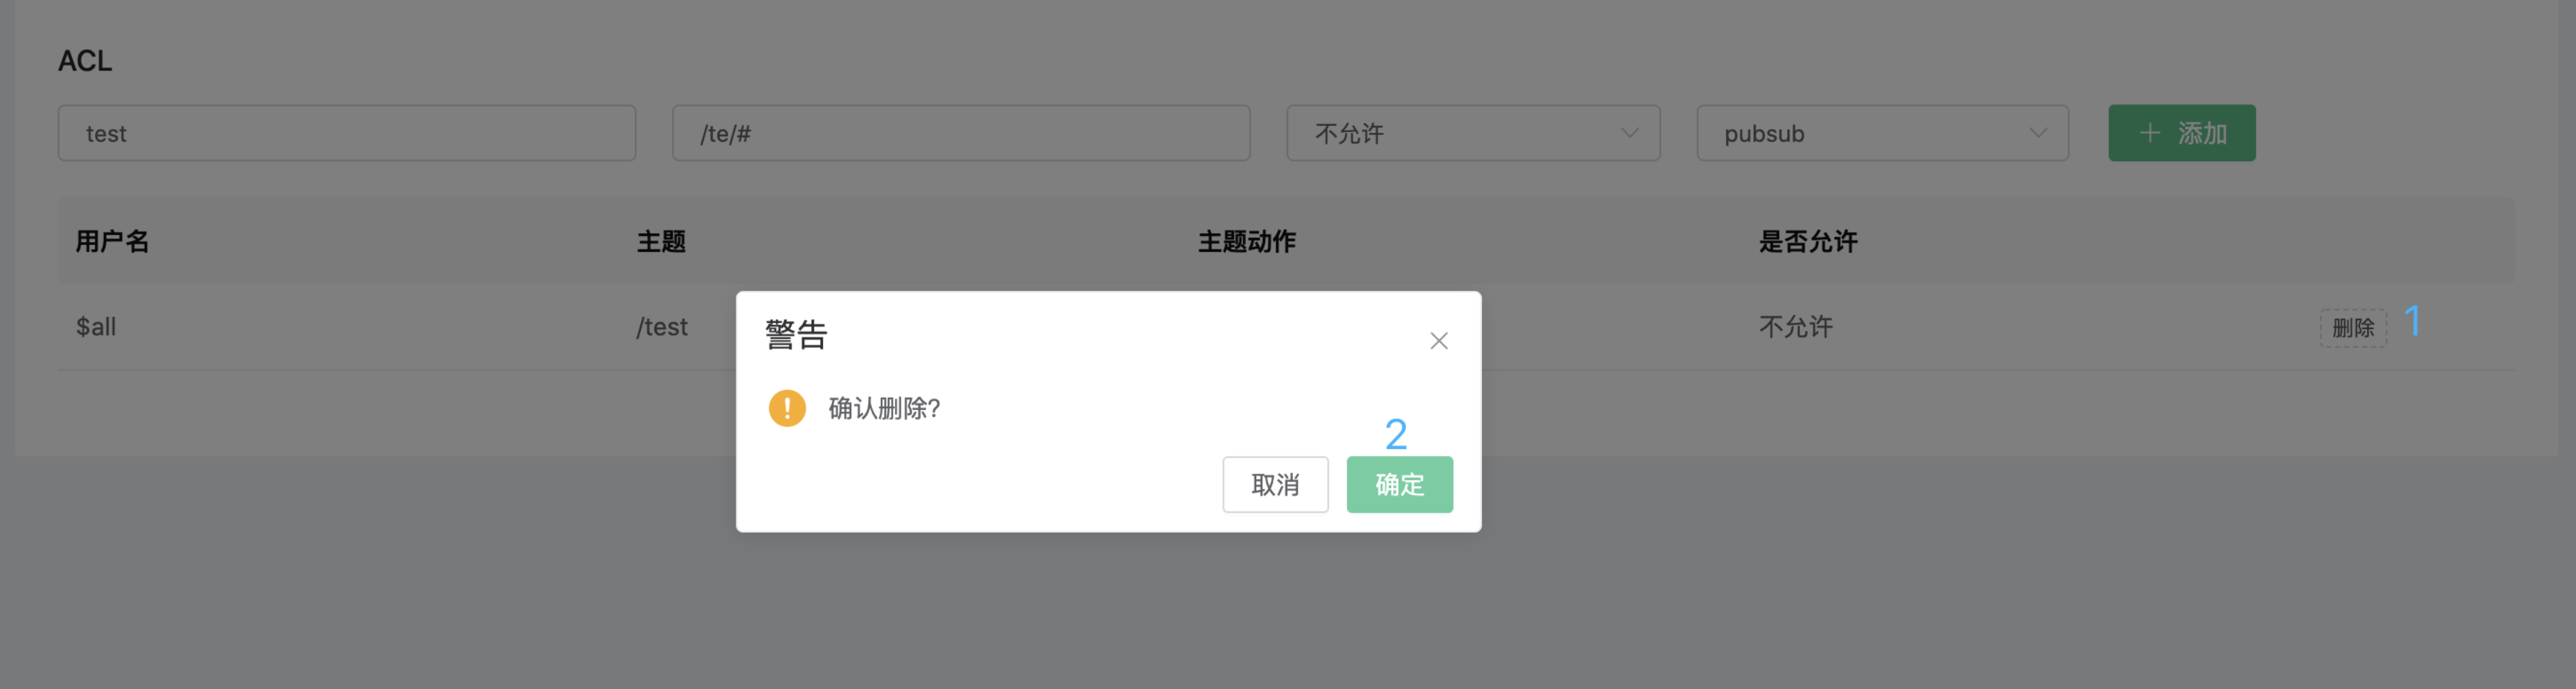 ACL
test /te/# 不允许 pubsub 添加
用户名 主题 主题动作 是否允许
$all /test 不允许 删除 1
警告
确认删除?
2
取消 确定